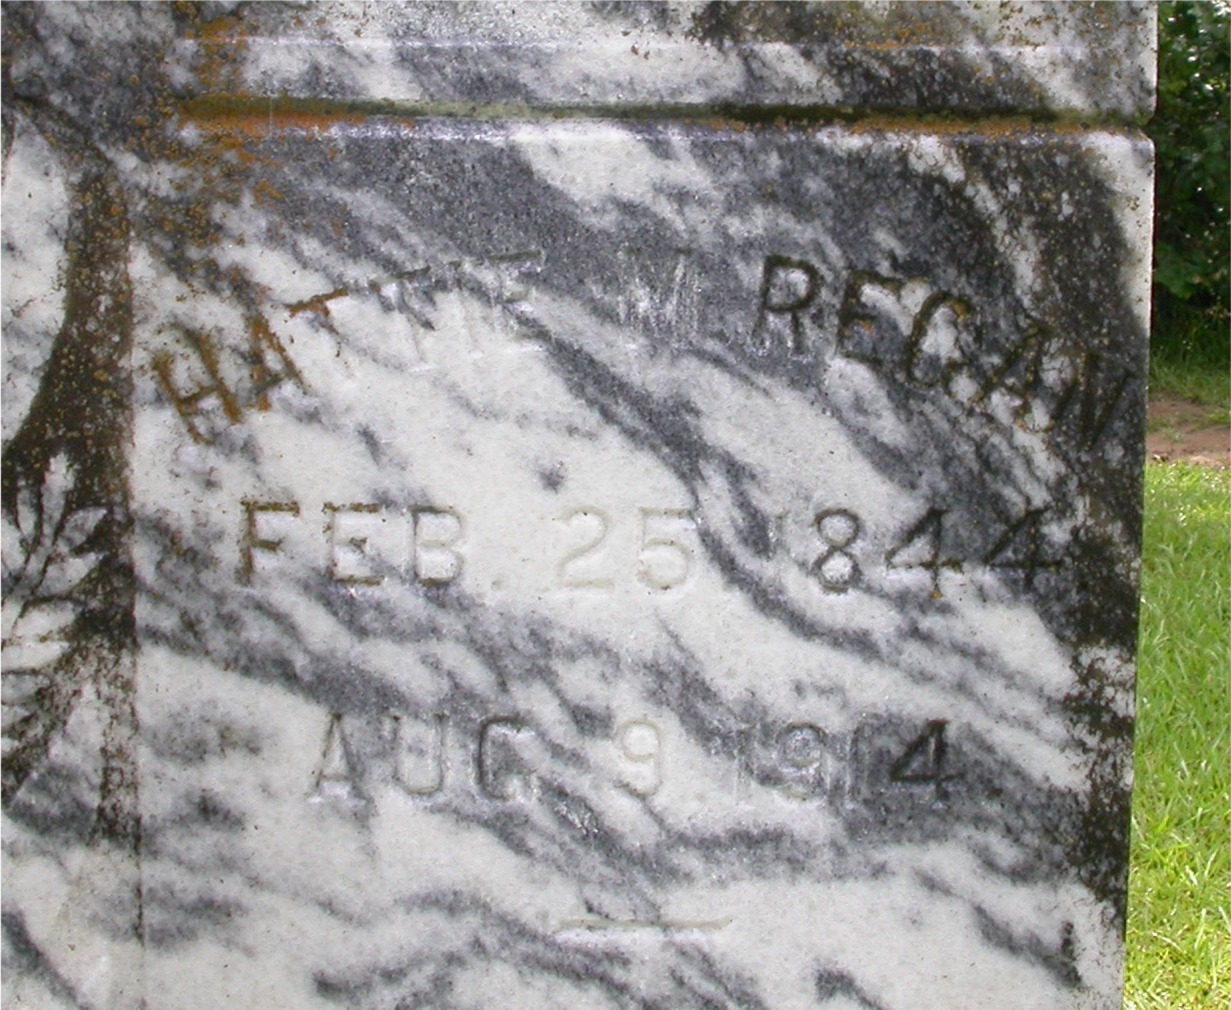 HATTIE M. REGAN
FEB. 25, 1844
AUG. 9, 1914